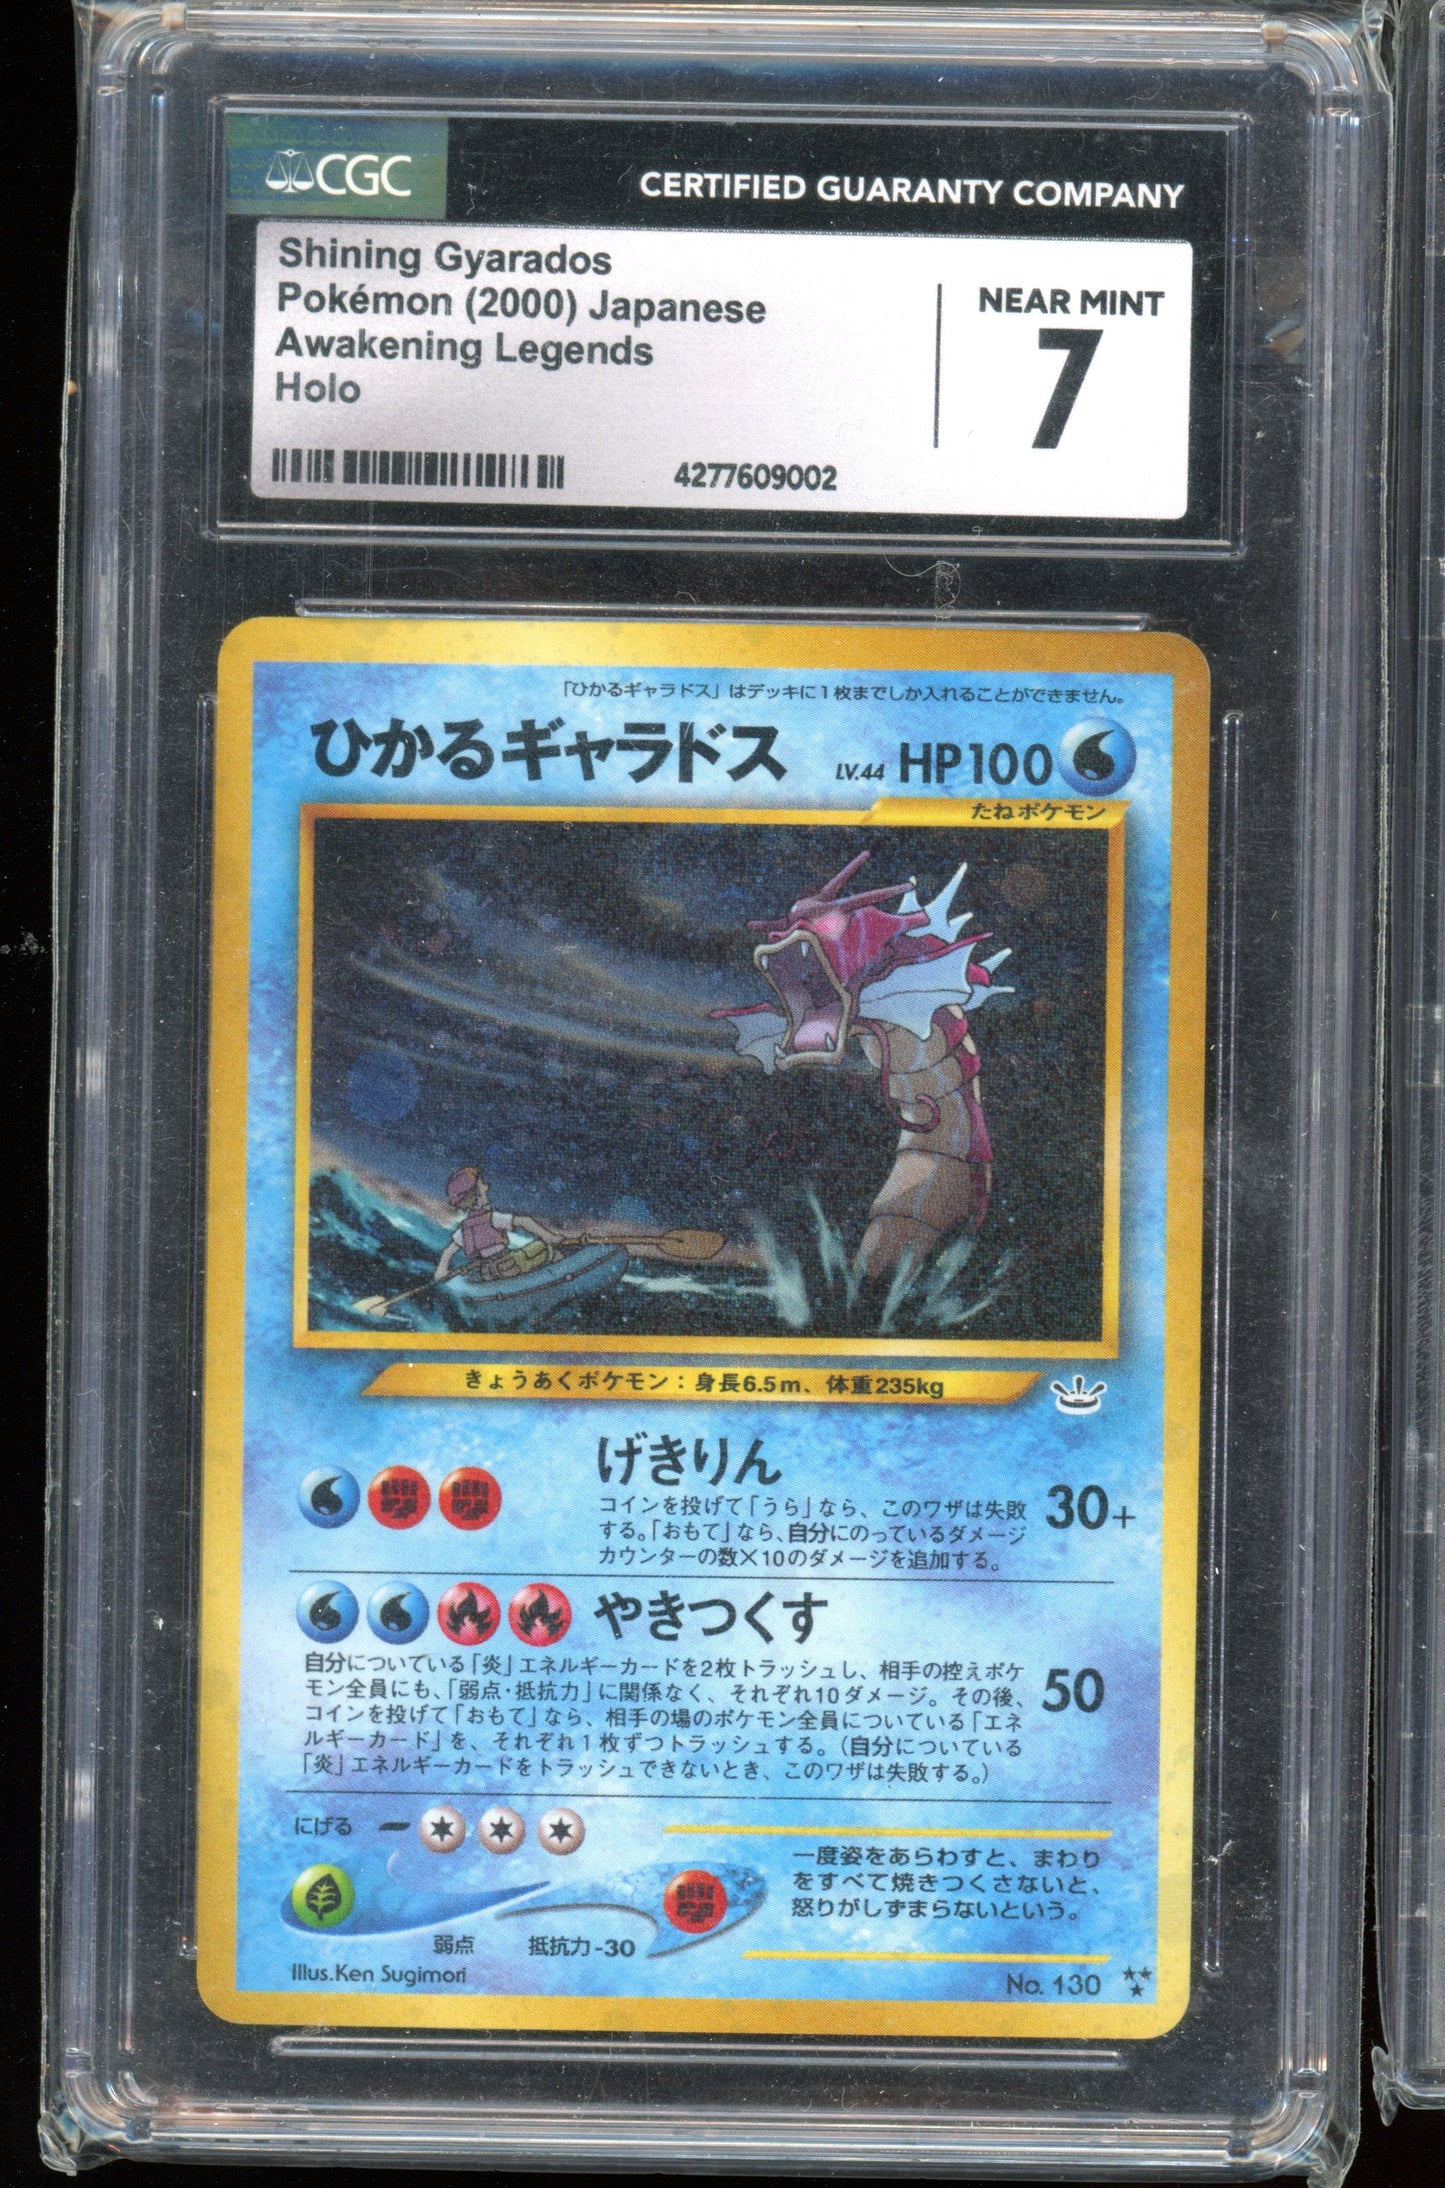 CGC
CERTIFIED GUARANTY COMPANY
Shining Gyarados
Pokémon (2000) Japanese
Awakening Legends
Holo
NEAR MINT
7
4277609002
「ひかるギャラドス」はデッキに1枚までしか入れることができません。
ひかるギャラドス LV.44 HP100
たねポケモン
きょうあくポケモン：身長6.5m、体重235kg
げきりん
コインを投げて「うら」なら、このワザは失敗
する。「おもて」なら、自分にのっているダメージ
カウンターの数×10のダメージを追加する。
30+
やきつくす
自分についている「炎」エネルギーカードを2枚トラッシュし、相手の控えポケ
モン全員にも、「弱点・抵抗力」に関係なく、それぞれ10ダメージ。その後、
コインを投げて「おもて」なら、相手の場のポケモン全員についている「エネ
ルギーカード」を、それぞれ1枚ずつトラッシュする。（自分についている
「炎」エネルギーカードをトラッシュできないとき、このワザは失敗する。）
50
にげる
一度姿をあらわすと、まわり
をすべて焼きつくさないと、
怒りがしずまらないという。
弱点 抵抗力-30
Illus.Ken Sugimori
No. 130